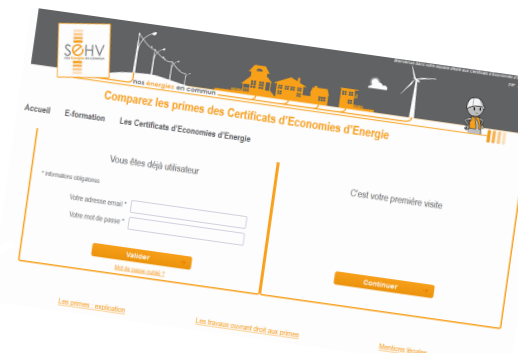 SEHV
nos énergies en commun
Comparez les primes des Certificats d'Economies d'Energie
Accueil
E-formation
Les Certificats d'Economies d'Energie
Vous êtes déjà utilisateur
* informations obligatoires
Votre adresse email *
Votre mot de passe *
Valider
Mot de passe oublié ?
C'est votre première visite
Continuer
Les primes : explication
Les travaux ouvrant droit aux primes
Mentions légales